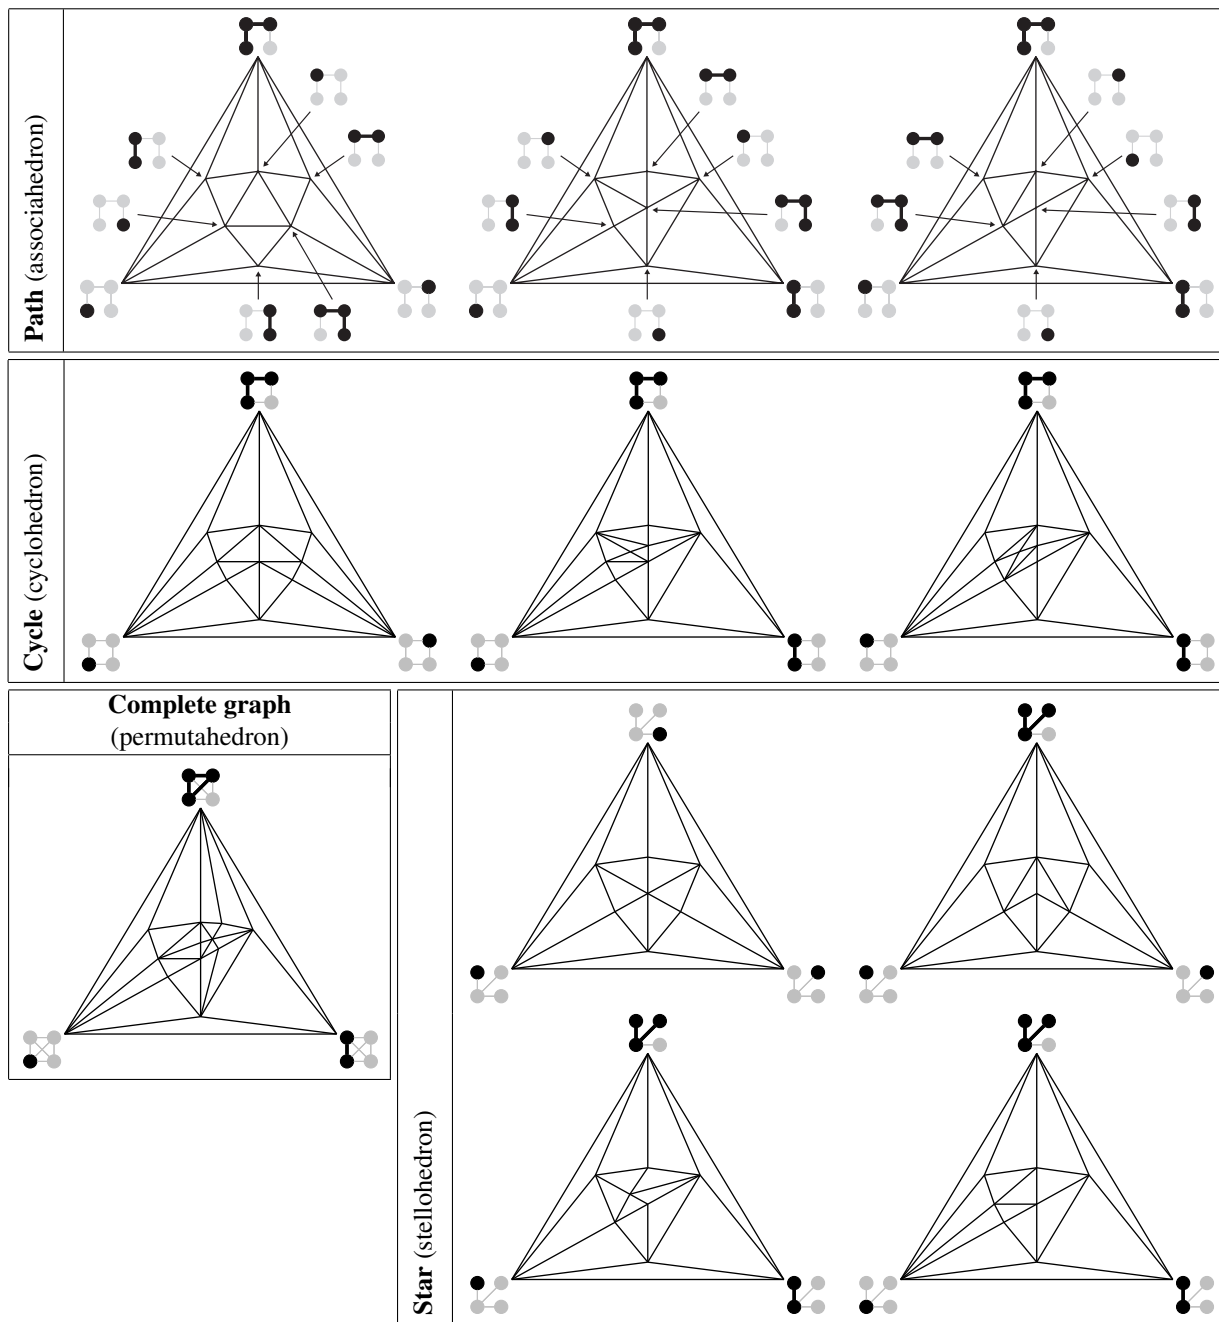 Path (associahedron)
Cycle (cyclohedron)
Complete graph
(permutahedron)
Star (stellohedron)